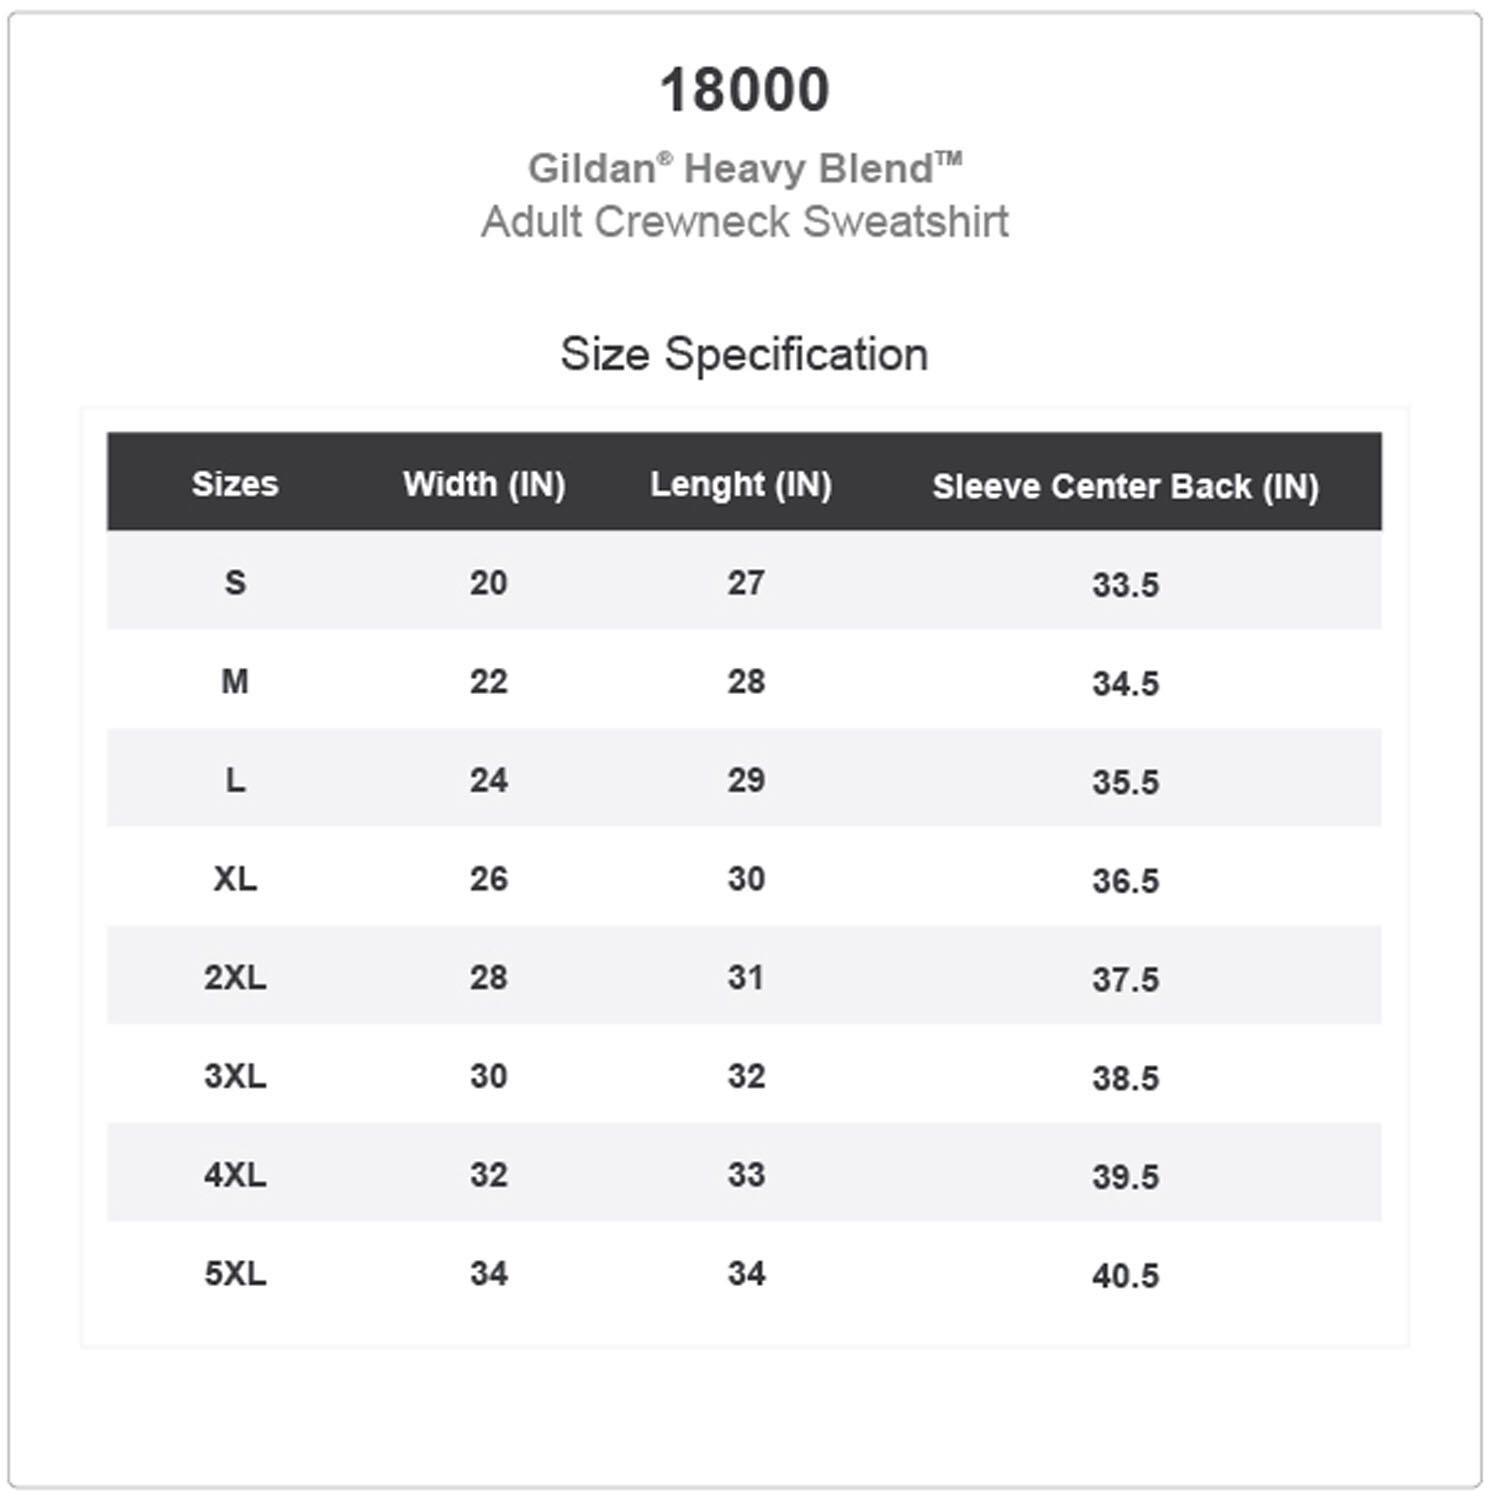 18000
Gildan® Heavy Blend™
Adult Crewneck Sweatshirt
Size Specification
Sizes Width (IN) Lenght (IN) Sleeve Center Back (IN)
S 20 27 33.5
M 22 28 34.5
L 24 29 35.5
XL 26 30 36.5
2XL 28 31 37.5
3XL 30 32 38.5
4XL 32 33 39.5
5XL 34 34 40.5